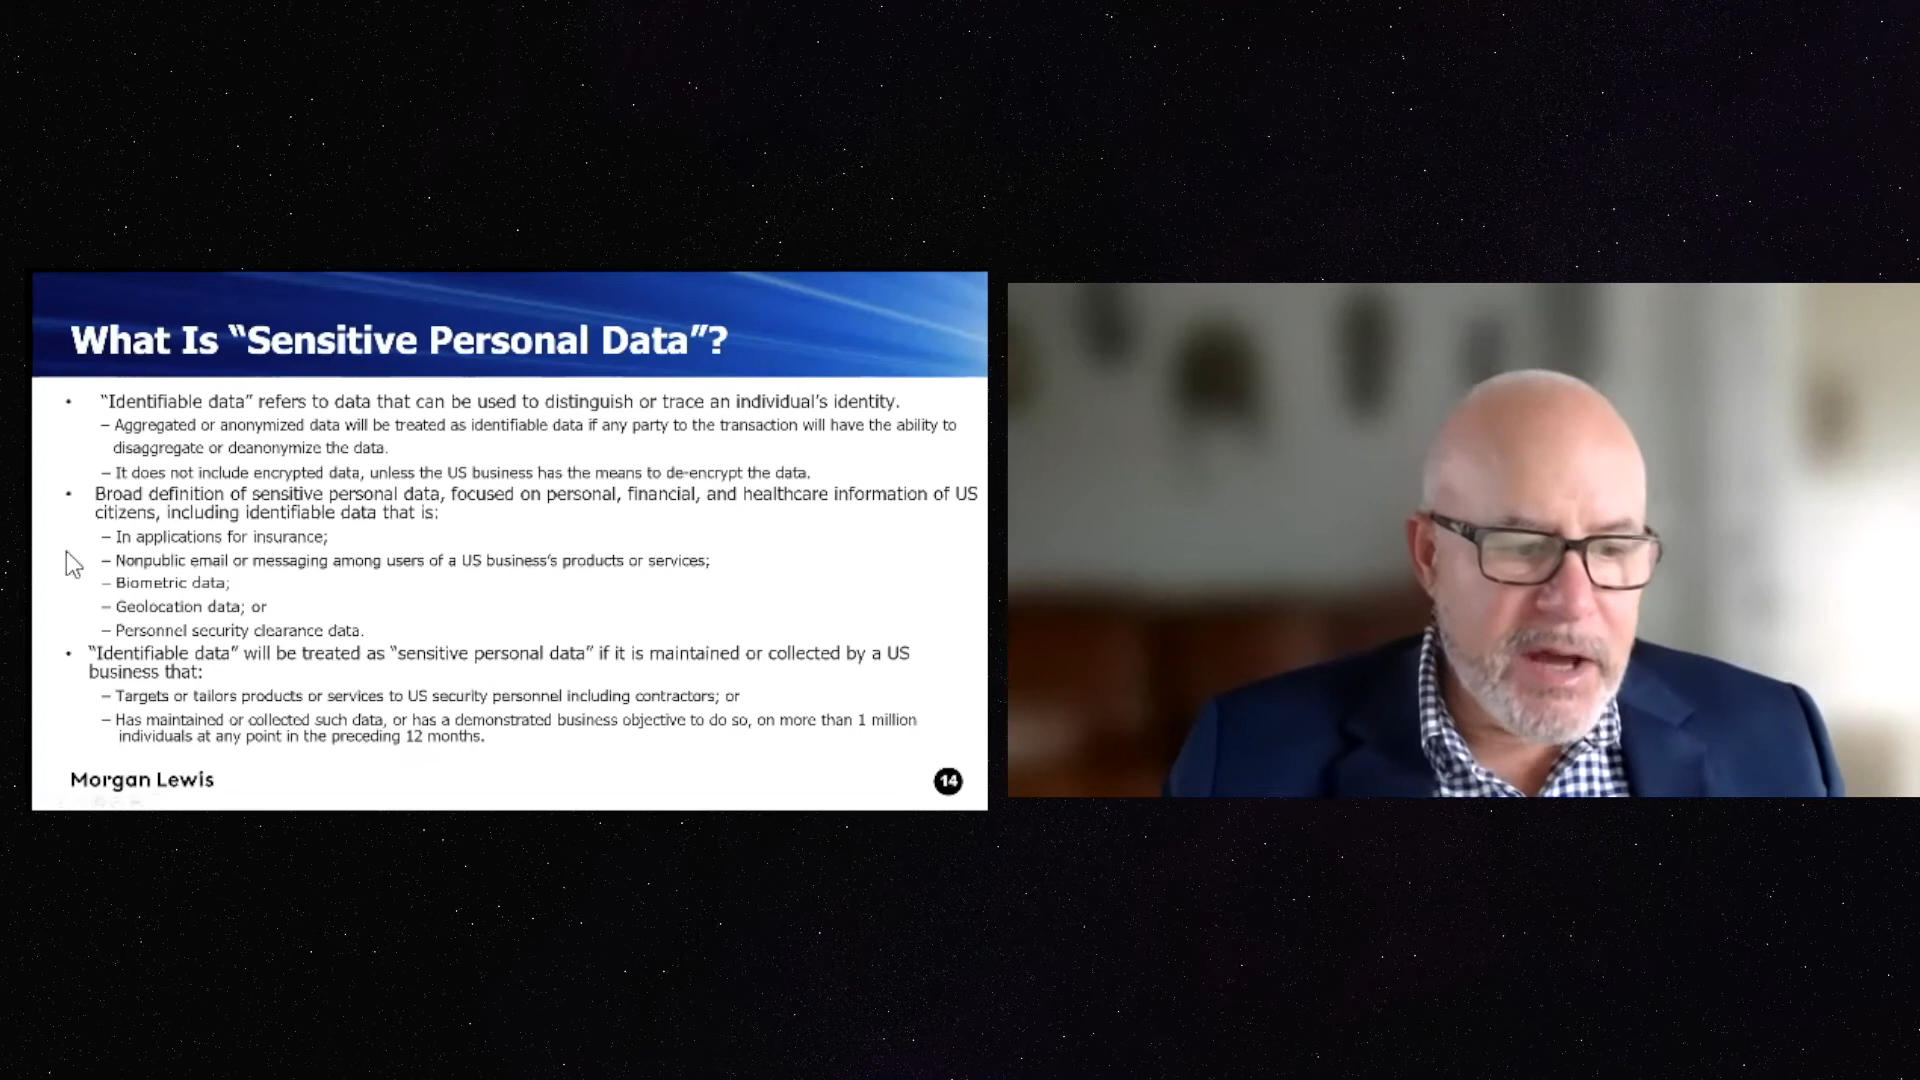 What Is “Sensitive Personal Data”?
• “Identifiable data” refers to data that can be used to distinguish or trace an individual’s identity.
– Aggregated or anonymized data will be treated as identifiable data if any party to the transaction will have the ability to
disaggregate or deanonymize the data.
– It does not include encrypted data, unless the US business has the means to de-encrypt the data.
• Broad definition of sensitive personal data, focused on personal, financial, and healthcare information of US
citizens, including identifiable data that is:
– In applications for insurance;
– Nonpublic email or messaging among users of a US business’s products or services;
– Biometric data;
– Geolocation data; or
– Personnel security clearance data.
• “Identifiable data” will be treated as “sensitive personal data” if it is maintained or collected by a US
business that:
– Targets or tailors products or services to US security personnel including contractors; or
– Has maintained or collected such data, or has a demonstrated business objective to do so, on more than 1 million
individuals at any point in the preceding 12 months.
Morgan Lewis
14